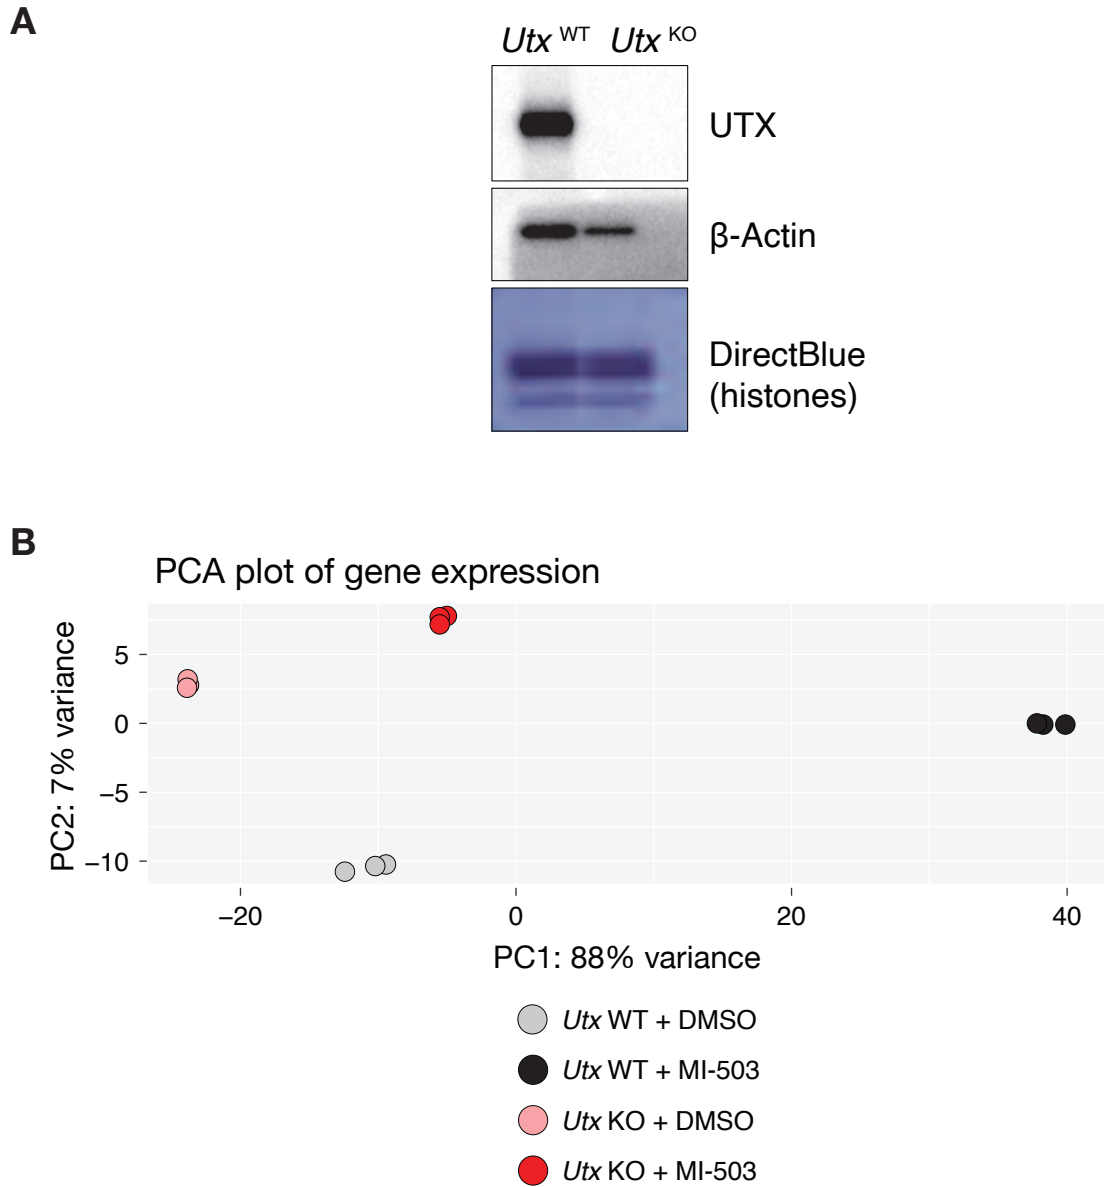 A
Utx WT Utx KO
UTX
β-Actin
DirectBlue
(histones)
B
PCA plot of gene expression
PC2: 7% variance
5
0
−5
−10
−20 0 20 40
PC1: 88% variance
Utx WT + DMSO
Utx WT + MI-503
Utx KO + DMSO
Utx KO + MI-503